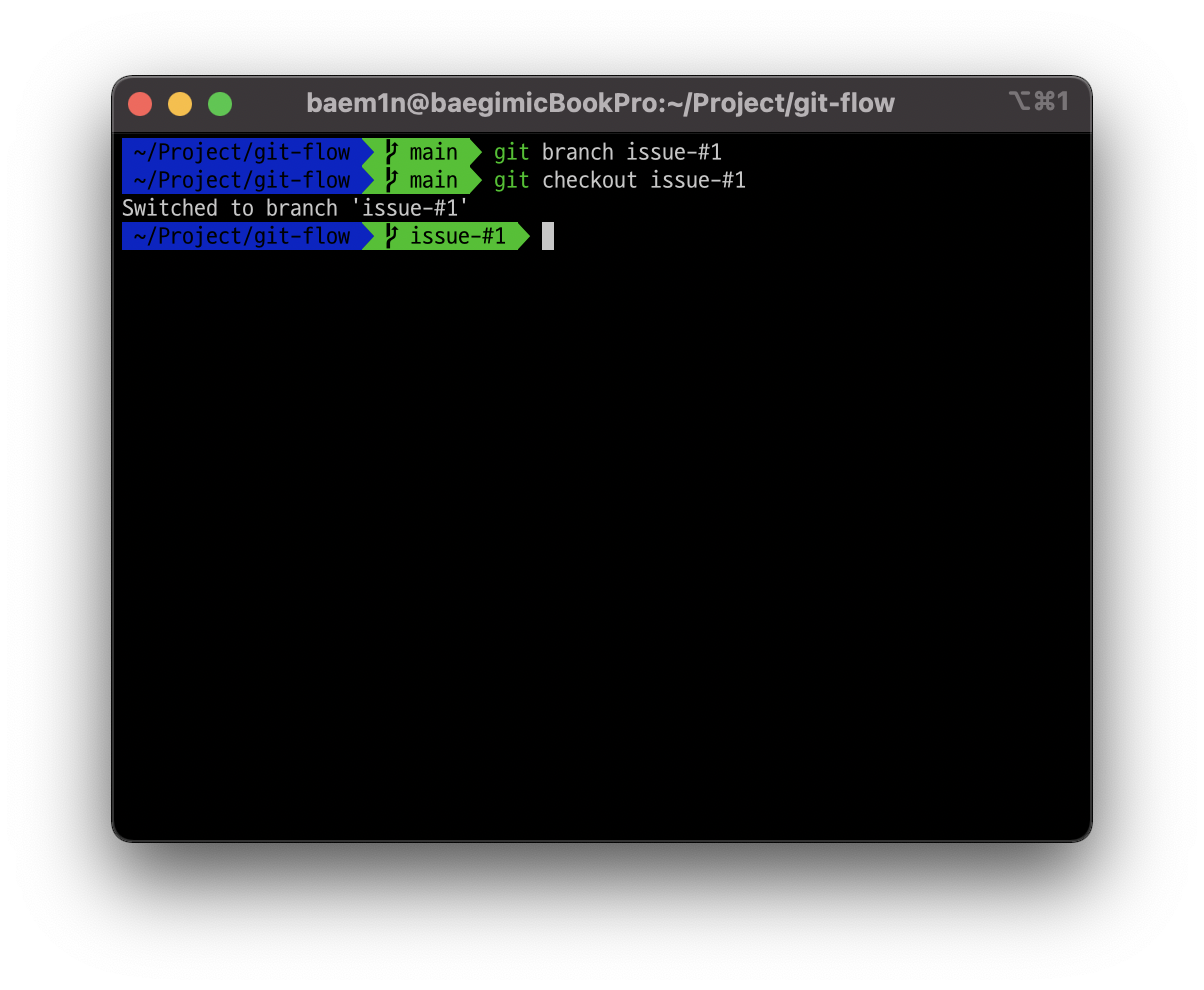 baem1n@baegimicBookPro:~/Project/git-flow ⌥⌘1
~/Project/git-flow main git branch issue-#1
~/Project/git-flow main git checkout issue-#1
Switched to branch 'issue-#1'
~/Project/git-flow issue-#1